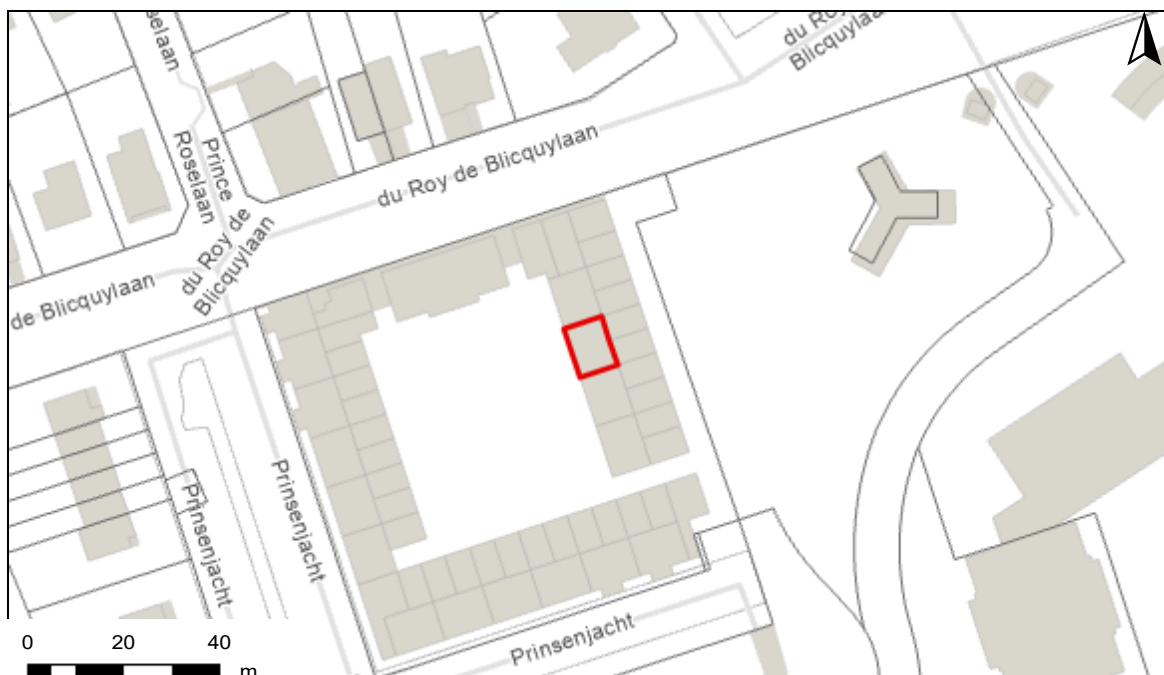 selaan
du Roy
Blicquylaan
Prince
Roselaan
du Roy de Blicquylaan
du Roy de
Blicquylaan
de Blicquylaan
Prinsenjacht
Prinsenjacht
Prinsenjacht
0 20 40
m